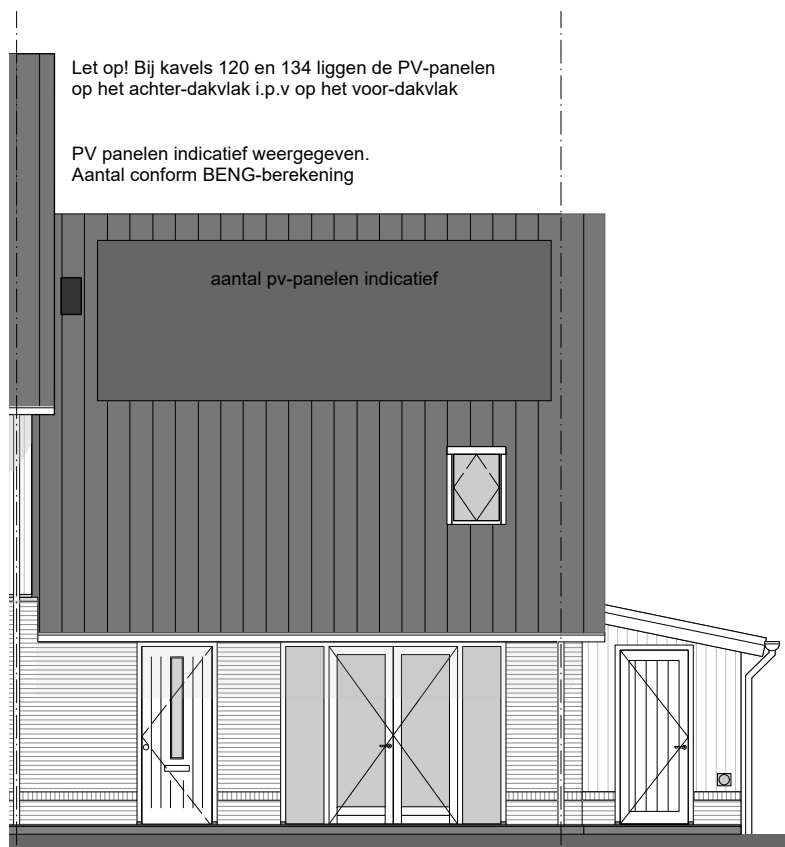 Let op! Bij kavels 120 en 134 liggen de PV-panelen
op het achter-dakvlak i.p.v op het voor-dakvlak
PV panelen indicatief weergegeven.
Aantal conform BENG-berekening
aantal pv-panelen indicatief